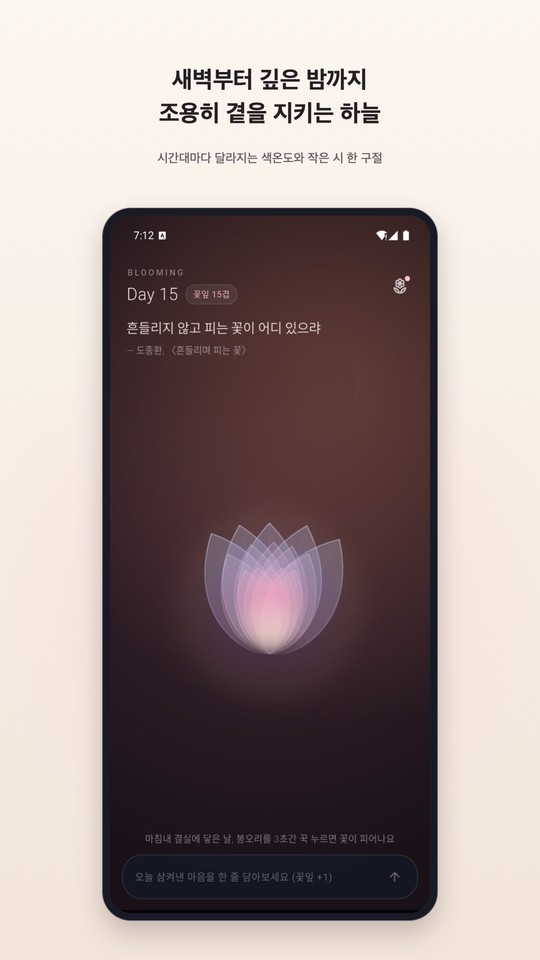 새벽부터 깊은 밤까지
조용히 곁을 지키는 하늘
시간대마다 달라지는 색온도와 작은 시 한 구절
7:12 A
BLOOMING
Day 15 꽃잎 15겹
흔들리지 않고 피는 꽃이 어디 있으랴
— 도종환, 〈흔들리며 피는 꽃〉
마침내 결실에 닿은 날, 봉오리를 3초간 꾹 누르면 꽃이 피어나요
오늘 삼켜낸 마음을 한 줄 담아보세요 (꽃잎 +1)